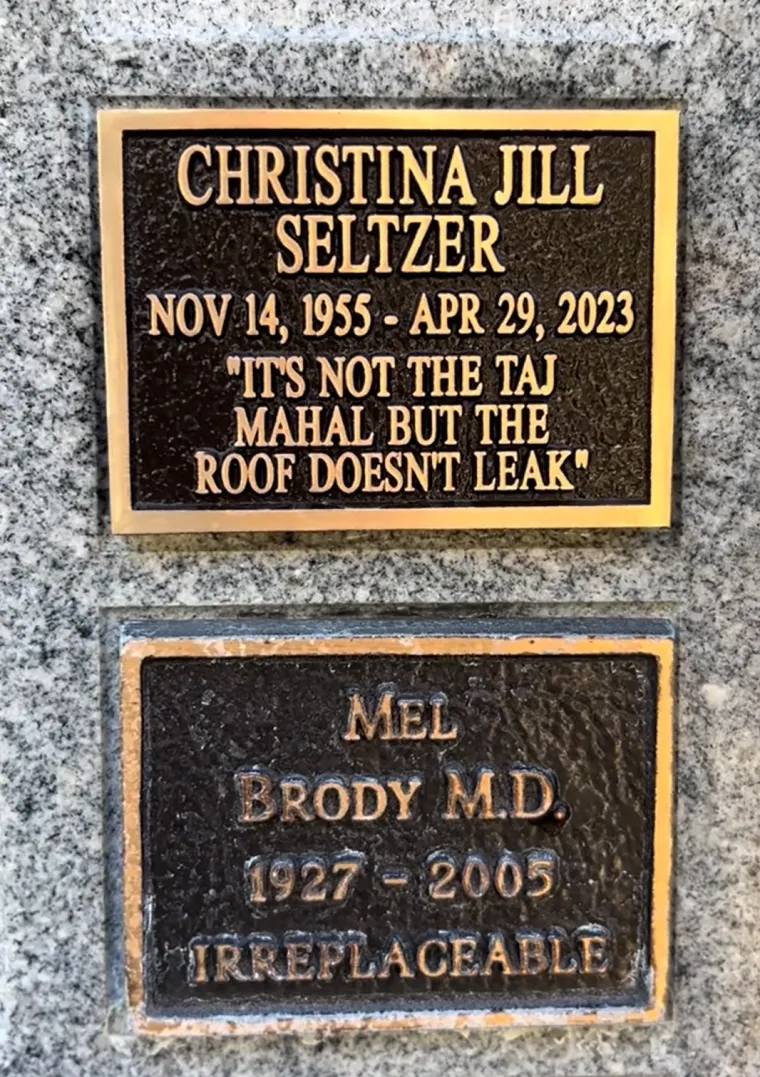 CHRISTINA JILL
SELTZER
NOV 14, 1955 - APR 29, 2023
"IT'S NOT THE TAJ
MAHAL BUT THE
ROOF DOESN'T LEAK"
MEL
BRODY M.D.
1927 - 2005
IRREPLACEABLE